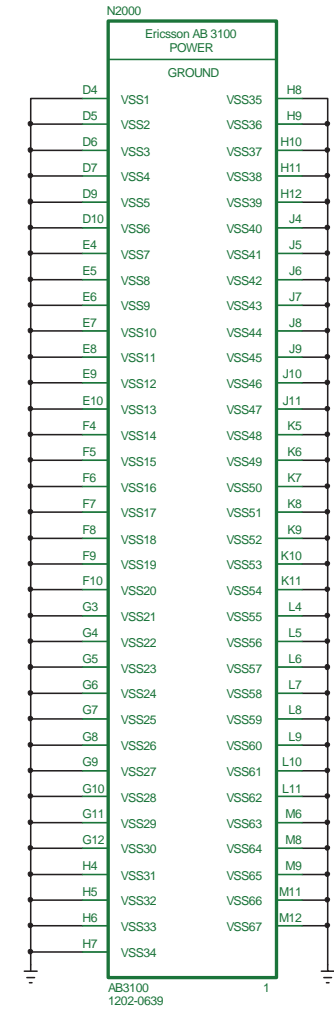 N2000
Ericsson AB 3100
POWER
GROUND
D4 VSS1 VSS35 H8
D5 VSS2 VSS36 H9
D6 VSS3 VSS37 H10
D7 VSS4 VSS38 H11
D9 VSS5 VSS39 H12
D10 VSS6 VSS40 J4
E4 VSS7 VSS41 J5
E5 VSS8 VSS42 J6
E6 VSS9 VSS43 J7
E7 VSS10 VSS44 J8
E8 VSS11 VSS45 J9
E9 VSS12 VSS46 J10
E10 VSS13 VSS47 J11
F4 VSS14 VSS48 K5
F5 VSS15 VSS49 K6
F6 VSS16 VSS50 K7
F7 VSS17 VSS51 K8
F8 VSS18 VSS52 K9
F9 VSS19 VSS53 K10
F10 VSS20 VSS54 K11
G3 VSS21 VSS55 L4
G4 VSS22 VSS56 L5
G5 VSS23 VSS57 L6
G6 VSS24 VSS58 L7
G7 VSS25 VSS59 L8
G8 VSS26 VSS60 L9
G9 VSS27 VSS61 L10
G10 VSS28 VSS62 L11
G11 VSS29 VSS63 M6
G12 VSS30 VSS64 M8
H4 VSS31 VSS65 M9
H5 VSS32 VSS66 M11
H6 VSS33 VSS67 M12
H7 VSS34
AB3100 1
1202-0639